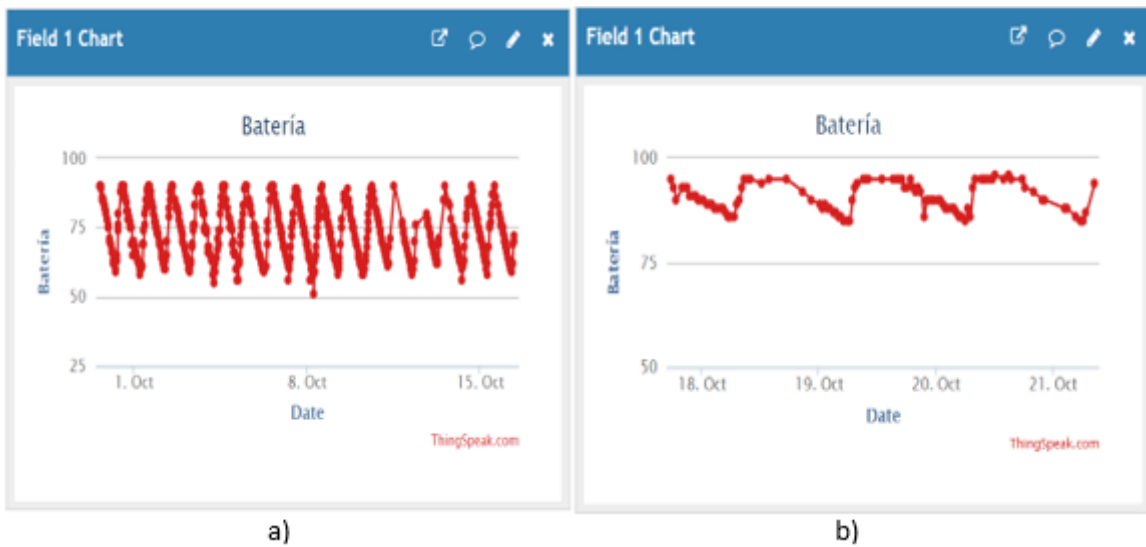 Field 1 Chart
Batería
100
75
50
25
Batería
1. Oct
8. Oct
15. Oct
Date
ThingSpeak.com
a)
Field 1 Chart
Batería
100
75
50
Batería
18. Oct
19. Oct
20. Oct
21. Oct
Date
ThingSpeak.com
b)